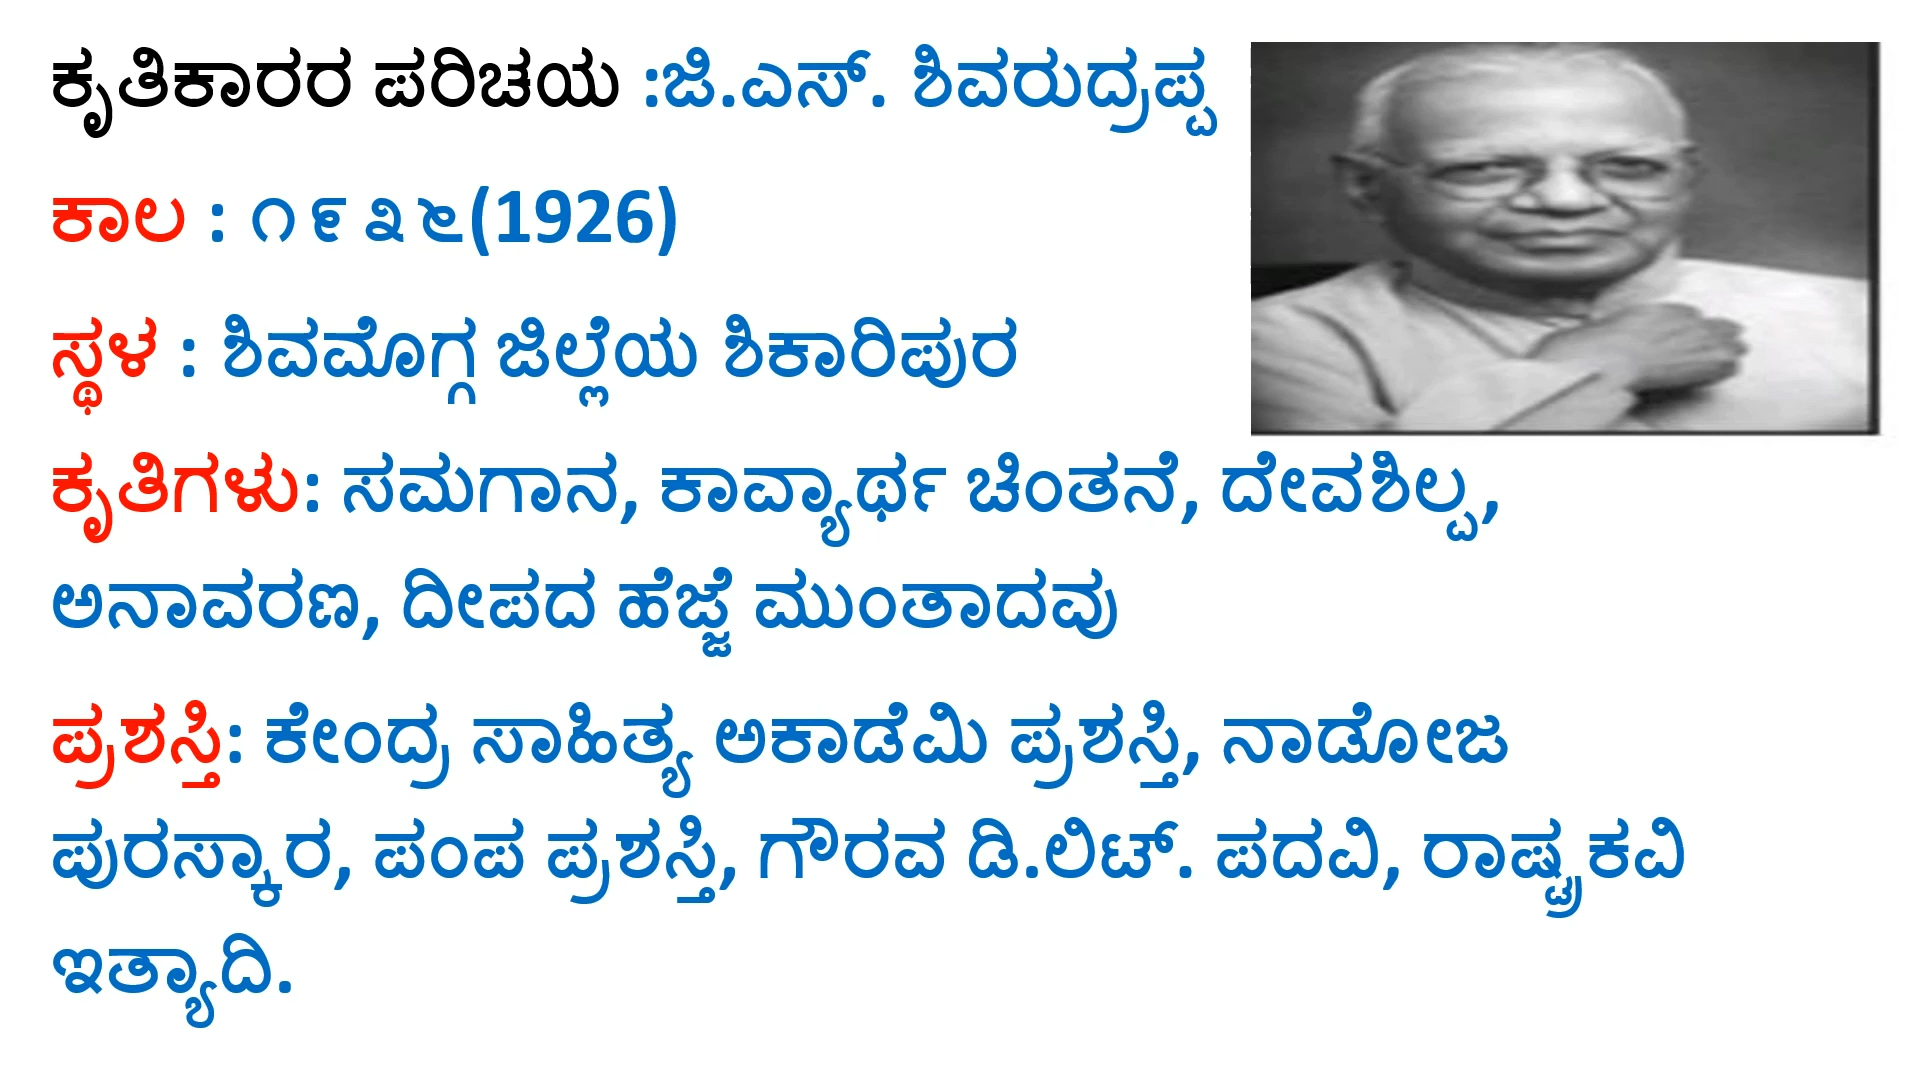 ಕೃತಿಕಾರರ ಪರಿಚಯ :ಜಿ.ಎಸ್. ಶಿವರುದ್ರಪ್ಪ
ಕಾಲ : ೧೯೩೬(1926)
ಸ್ಥಳ : ಶಿವಮೊಗ್ಗ ಜಿಲ್ಲೆಯ ಶಿಕಾರಿಪುರ
ಕೃತಿಗಳು: ಸಮಗಾನ, ಕಾವ್ಯಾರ್ಥ ಚಿಂತನೆ, ದೇವಶಿಲ್ಪ,
ಅನಾವರಣ, ದೀಪದ ಹೆಜ್ಜೆ ಮುಂತಾದವು
ಪ್ರಶಸ್ತಿ: ಕೇಂದ್ರ ಸಾಹಿತ್ಯ ಅಕಾಡೆಮಿ ಪ್ರಶಸ್ತಿ, ನಾಡೋಜ
ಪುರಸ್ಕಾರ, ಪಂಪ ಪ್ರಶಸ್ತಿ, ಗೌರವ ಡಿ.ಲಿಟ್. ಪದವಿ, ರಾಷ್ಟ್ರಕವಿ
ಇತ್ಯಾದಿ.